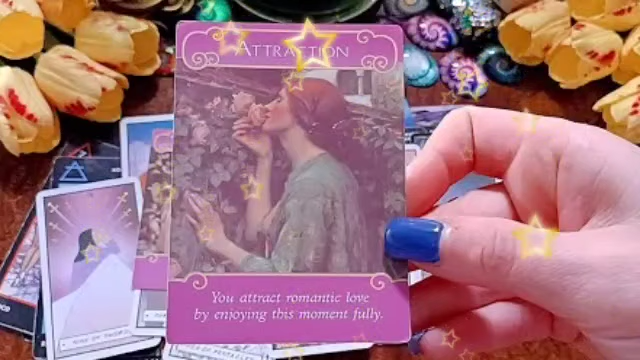 ATTRACTION
You attract romantic love
by enjoying this moment fully.